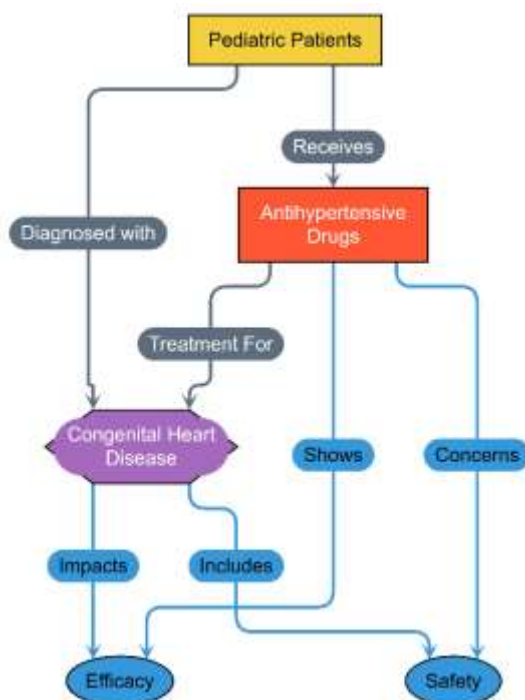 Pediatric Patients
Receives
Antihypertensive
Drugs
Diagnosed with
Treatment For
Congenital Heart
Disease
Shows
Concerns
Impacts
Includes
Efficacy
Safety